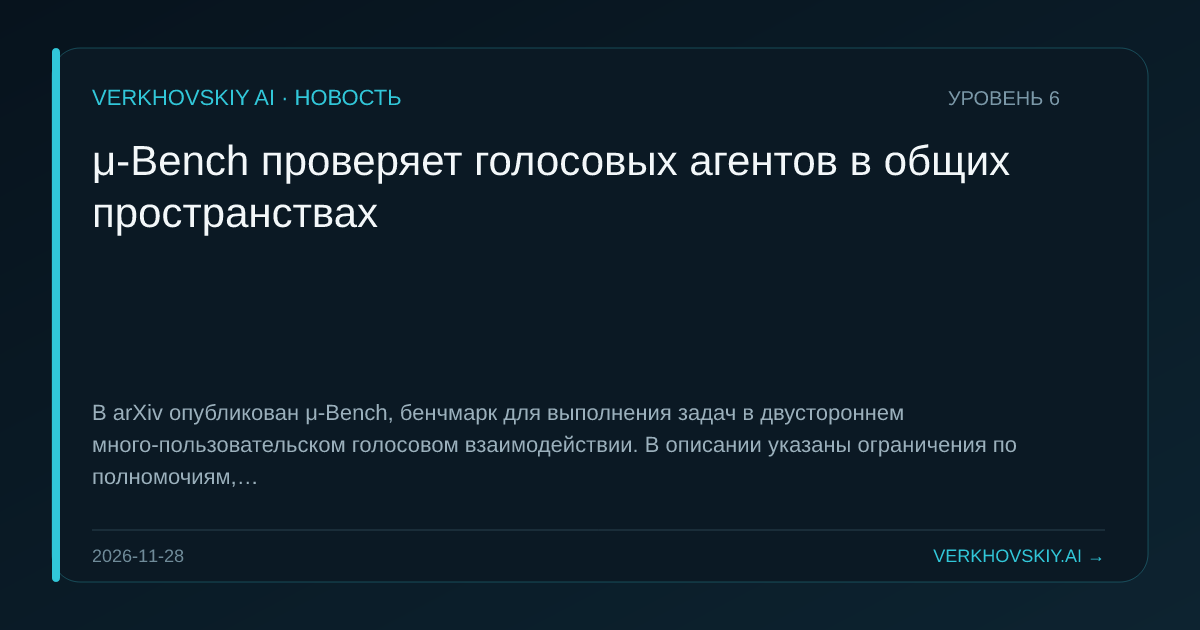 VERKHOVSKIY AI · НОВОСТЬ
УРОВЕНЬ 6
μ-Bench проверяет голосовых агентов в общих
пространствах
В arXiv опубликован μ-Bench, бенчмарк для выполнения задач в двустороннем
много-пользовательском голосовом взаимодействии. В описании указаны ограничения по
полномочиям,…
2026-11-28
VERKHOVSKIY.AI →